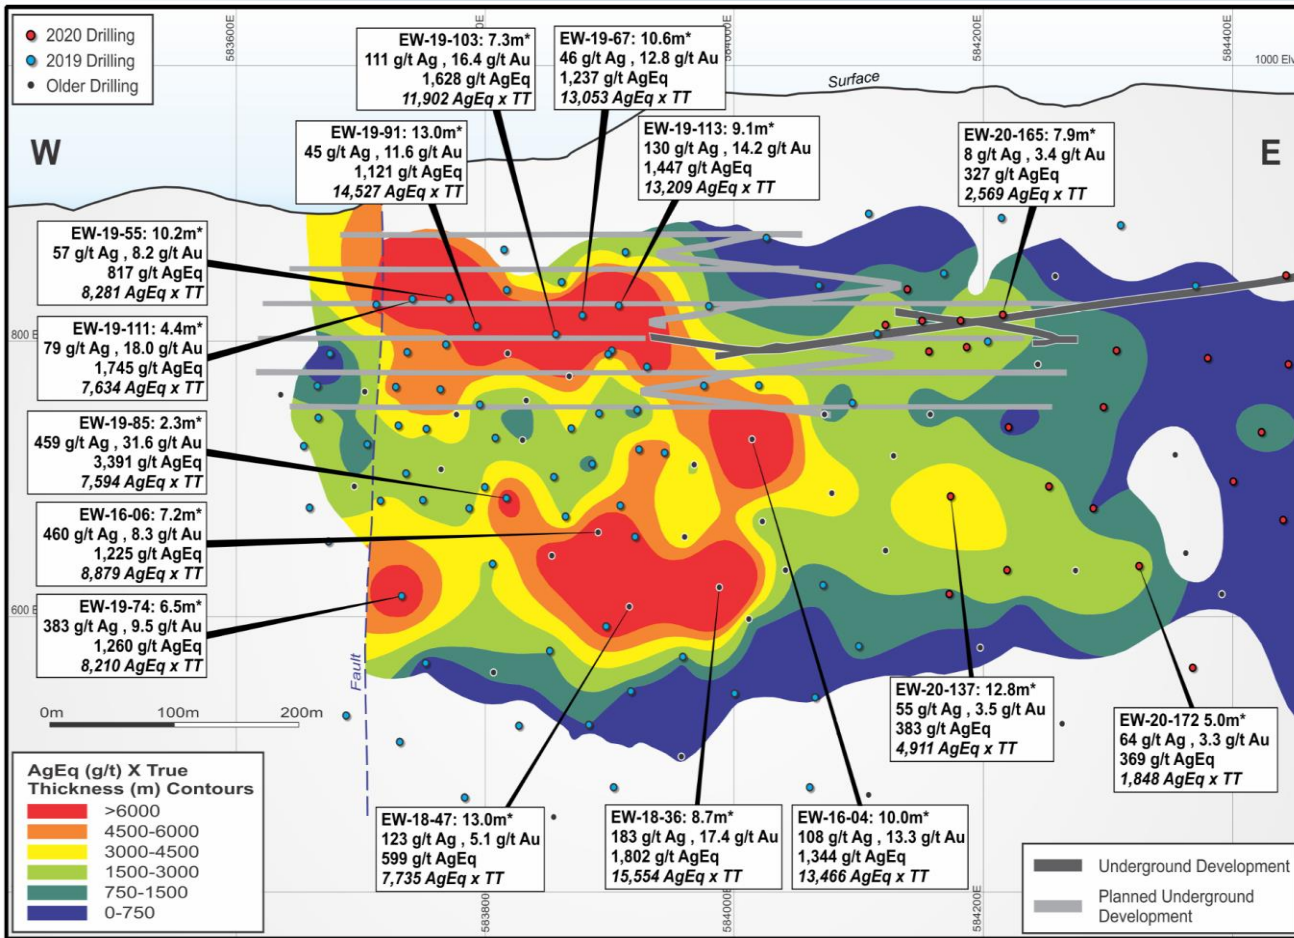 2020 Drilling
2019 Drilling
Older Drilling
583600E
584000E
584200E
584400E
1000 Elv
Surface
W
E
EW-19-103: 7.3m*
111 g/t Ag , 16.4 g/t Au
1,628 g/t AgEq
11,902 AgEq x TT
EW-19-67: 10.6m*
46 g/t Ag , 12.8 g/t Au
1,237 g/t AgEq
13,053 AgEq x TT
EW-19-91: 13.0m*
45 g/t Ag , 11.6 g/t Au
1,121 g/t AgEq
14,527 AgEq x TT
EW-19-113: 9.1m*
130 g/t Ag , 14.2 g/t Au
1,447 g/t AgEq
13,209 AgEq x TT
EW-20-165: 7.9m*
8 g/t Ag , 3.4 g/t Au
327 g/t AgEq
2,569 AgEq x TT
EW-19-55: 10.2m*
57 g/t Ag , 8.2 g/t Au
817 g/t AgEq
8,281 AgEq x TT
EW-19-111: 4.4m*
79 g/t Ag , 18.0 g/t Au
1,745 g/t AgEq
7,634 AgEq x TT
800 E
EW-19-85: 2.3m*
459 g/t Ag , 31.6 g/t Au
3,391 g/t AgEq
7,594 AgEq x TT
EW-16-06: 7.2m*
460 g/t Ag , 8.3 g/t Au
1,225 g/t AgEq
8,879 AgEq x TT
600 E
EW-19-74: 6.5m*
383 g/t Ag , 9.5 g/t Au
1,260 g/t AgEq
8,210 AgEq x TT
Fault
0m 100m 200m
EW-20-137: 12.8m*
55 g/t Ag , 3.5 g/t Au
383 g/t AgEq
4,911 AgEq x TT
EW-20-172 5.0m*
64 g/t Ag , 3.3 g/t Au
369 g/t AgEq
1,848 AgEq x TT
EW-18-47: 13.0m*
123 g/t Ag , 5.1 g/t Au
599 g/t AgEq
7,735 AgEq x TT
EW-18-36: 8.7m*
183 g/t Ag , 17.4 g/t Au
1,802 g/t AgEq
15,554 AgEq x TT
EW-16-04: 10.0m*
108 g/t Ag , 13.3 g/t Au
1,344 g/t AgEq
13,466 AgEq x TT
AgEq (g/t) X True
Thickness (m) Contours
>6000
4500-6000
3000-4500
1500-3000
750-1500
0-750
583800
584000E
584200E
Underground Development
Planned Underground
Development